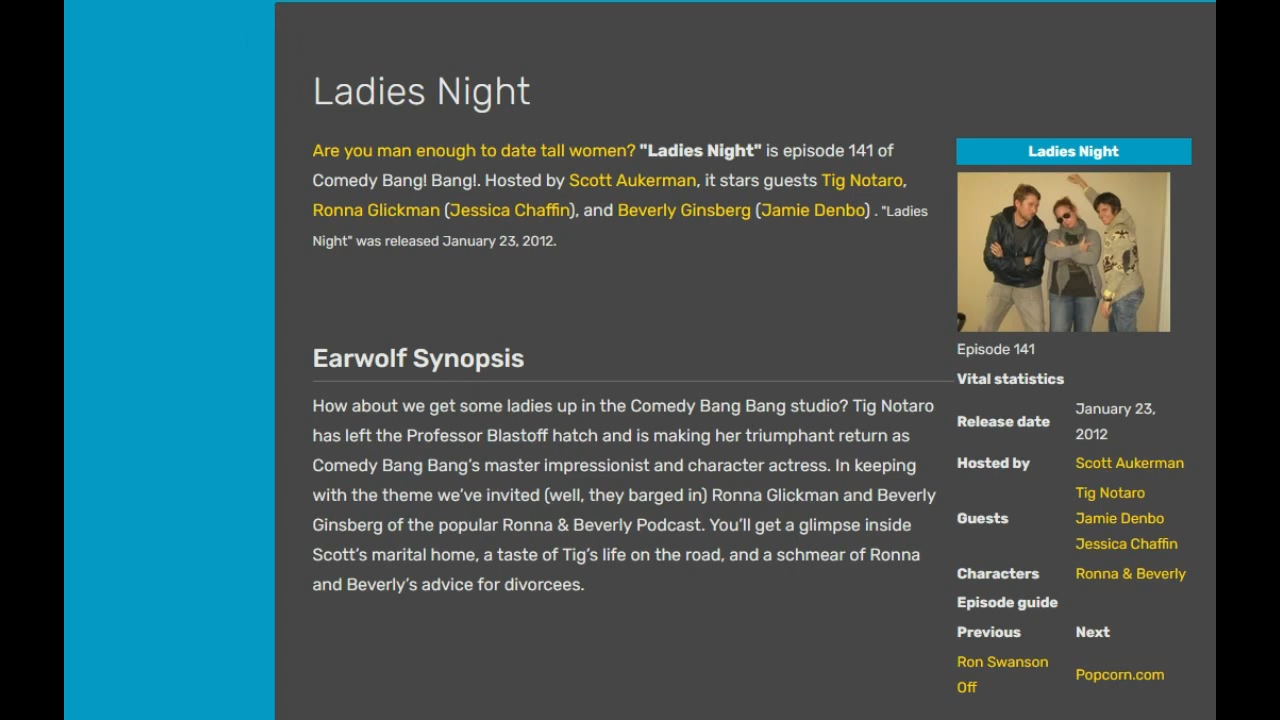 Ladies Night
Are you man enough to date tall women? "Ladies Night" is episode 141 of
Comedy Bang! Bang!. Hosted by Scott Aukerman, it stars guests Tig Notaro,
Ronna Glickman (Jessica Chaffin), and Beverly Ginsberg (Jamie Denbo) . "Ladies
Night" was released January 23, 2012.
Earwolf Synopsis
How about we get some ladies up in the Comedy Bang Bang studio? Tig Notaro
has left the Professor Blastoff hatch and is making her triumphant return as
Comedy Bang Bang’s master impressionist and character actress. In keeping
with the theme we’ve invited (well, they barged in) Ronna Glickman and Beverly
Ginsberg of the popular Ronna & Beverly Podcast. You’ll get a glimpse inside
Scott’s marital home, a taste of Tig’s life on the road, and a schmear of Ronna
and Beverly’s advice for divorcees.
Ladies Night
Episode 141
Vital statistics
Release date January 23,
2012
Hosted by Scott Aukerman
Guests Tig Notaro
Jamie Denbo
Jessica Chaffin
Characters Ronna & Beverly
Episode guide
Previous Next
Ron Swanson
Off
Popcorn.com